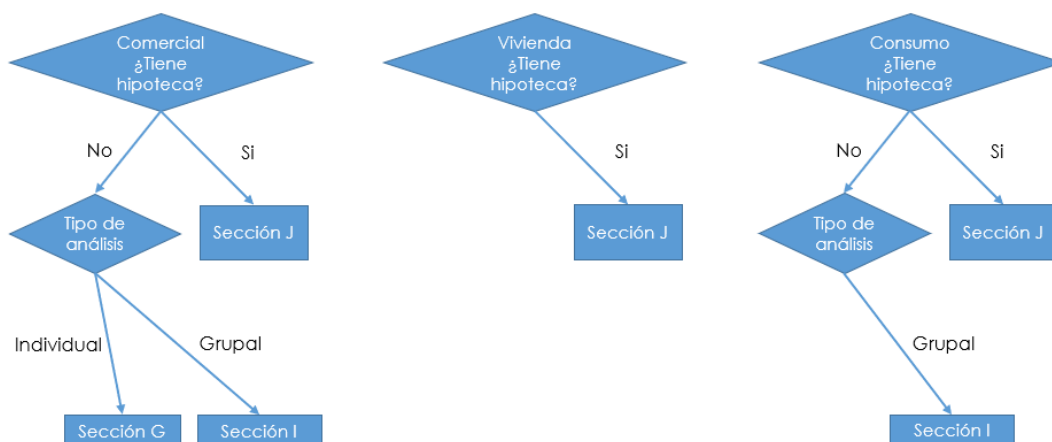 Comercial
¿Tiene
hipoteca?
No
Si
Tipo de
análisis
Sección J
Individual
Grupal
Sección G
Sección I
Vivienda
¿Tiene
hipoteca?
Si
Sección J
Consumo
¿Tiene
hipoteca?
No
Si
Tipo de
análisis
Sección J
Grupal
Sección I